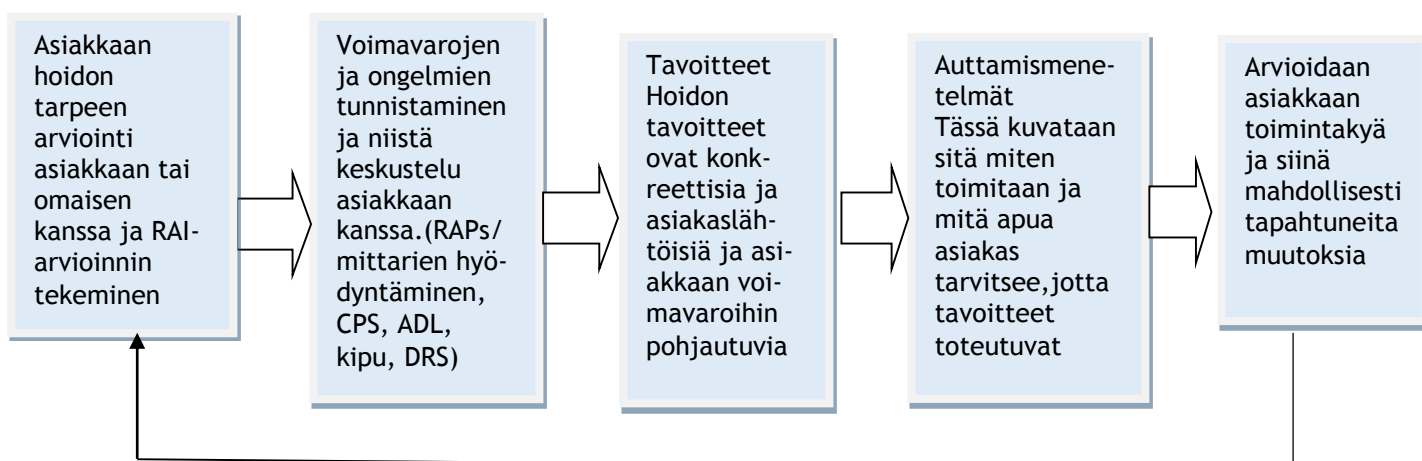 Asiakkaan
hoidon
tarpeen
arviointi
asiakkaan tai
omaisen
kanssa ja RAI-
arvioinnin
tekeminen
Voimavarojen
ja ongelmien
tunnistaminen
ja niistä
keskustelu
asiakkaan
kanssa.(RAPs/
mittarien hyö-
dyntäminen,
CPS, ADL,
kipu, DRS)
Tavoitteet
Hoidon
tavoitteet
ovat konk-
reettisia ja
asiakasläh-
töisiä ja asi-
akkaan voi-
mavaroihin
pohjautuvia
Auttamismene-
telmät
Tässä kuvataan
sitä miten
toimitaan ja
mitä apua
asiakas
tarvitsee,jotta
tavoitteet
toteutuvat
Arvioidaan
asiakkaan
toimintakyä
ja siinä
mahdollisesti
tapahtuneita
muutoksia